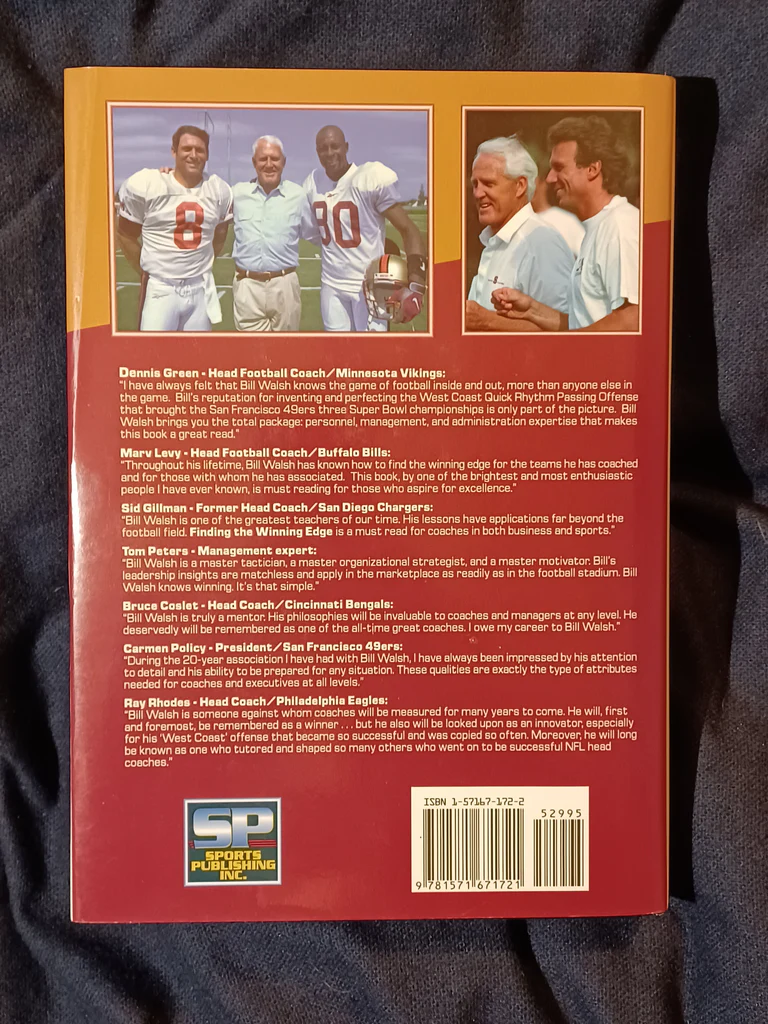 8
80
Dennis Green - Head Football Coach/Minnesota Vikings:
"I have always felt that Bill Walsh knows the game of football inside and out, more than anyone else in
the game. Bill's reputation for inventing and perfecting the West Coast Quick Rhythm Passing Offense
that brought the San Francisco 49ers three Super Bowl championships is only part of the picture. Bill
Walsh brings you the total package: personnel, management, and administration expertise that makes
this book a great read."
Marv Levy - Head Football Coach/Buffalo Bills:
"Throughout his lifetime, Bill Walsh has known how to find the winning edge for the teams he has coached
and for those with whom he has associated. This book, by one of the brightest and most enthusiastic
people I have ever known, is must reading for those who aspire for excellence."
Sid Gillman - Former Head Coach/San Diego Chargers:
"Bill Walsh is one of the greatest teachers of our time. His lessons have applications far beyond the
football field. Finding the Winning Edge is a must read for coaches in both business and sports."
Tom Peters - Management expert:
"Bill Walsh is a master tactician, a master organizational strategist, and a master motivator. Bill's
leadership insights are matchless and apply in the marketplace as readily as in the football stadium. Bill
Walsh knows winning. It's that simple."
Bruce Coslet - Head Coach/Cincinnati Bengals:
"Bill Walsh is truly a mentor. His philosophies will be invaluable to coaches and managers at any level. He
deservedly will be remembered as one of the all-time great coaches. I owe my career to Bill Walsh."
Carmen Policy - President/San Francisco 49ers:
"During the 20-year association I have had with Bill Walsh, I have always been impressed by his attention
to detail and his ability to be prepared for any situation. These qualities are exactly the type of attributes
needed for coaches and executives at all levels."
Ray Rhodes - Head Coach/Philadelphia Eagles:
"Bill Walsh is someone against whom coaches will be measured for many years to come. He will, first
and foremost, be remembered as a winner . . . but he also will be looked upon as an innovator, especially
for his 'West Coast' offense that became so successful and was copied so often. Moreover, he will long
be known as one who tutored and shaped so many others who went on to be successful NFL head
coaches."
SP
SPORTS
PUBLISHING
INC.
ISBN 1-57167-172-2
52995
9 781571 671721